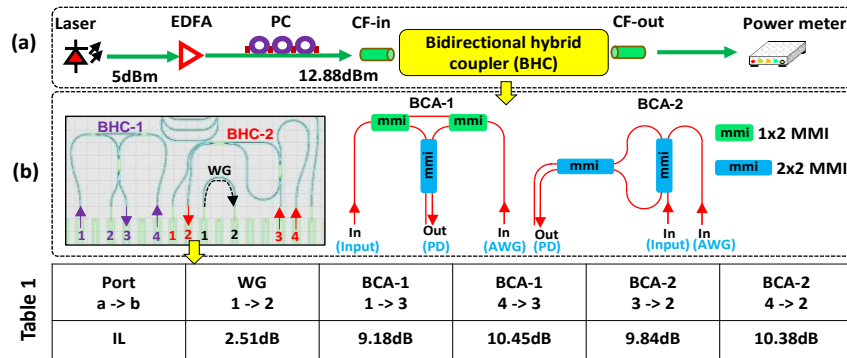 (a)
Laser
EDFA
PC
CF-in
CF-out
Power meter
5dBm
12.88dBm
Bidirectional hybrid
coupler (BHC)
(b)
BHC-1
BHC-2
WG
1 2 3 4 1 2 1 2 3 4
BCA-1
mmi mmi
mmi
In
(Input)
Out
(PD)
In
(AWG)
BCA-2
mmi
mmi
Out
(PD)
In
(Input)
In
(AWG)
mmi 1x2 MMI
mmi 2x2 MMI
Table 1
Port WG BCA-1 BCA-1 BCA-2 BCA-2
a -> b 1 -> 2 1 -> 3 4 -> 3 3 -> 2 4 -> 2
IL 2.51dB 9.18dB 10.45dB 9.84dB 10.38dB